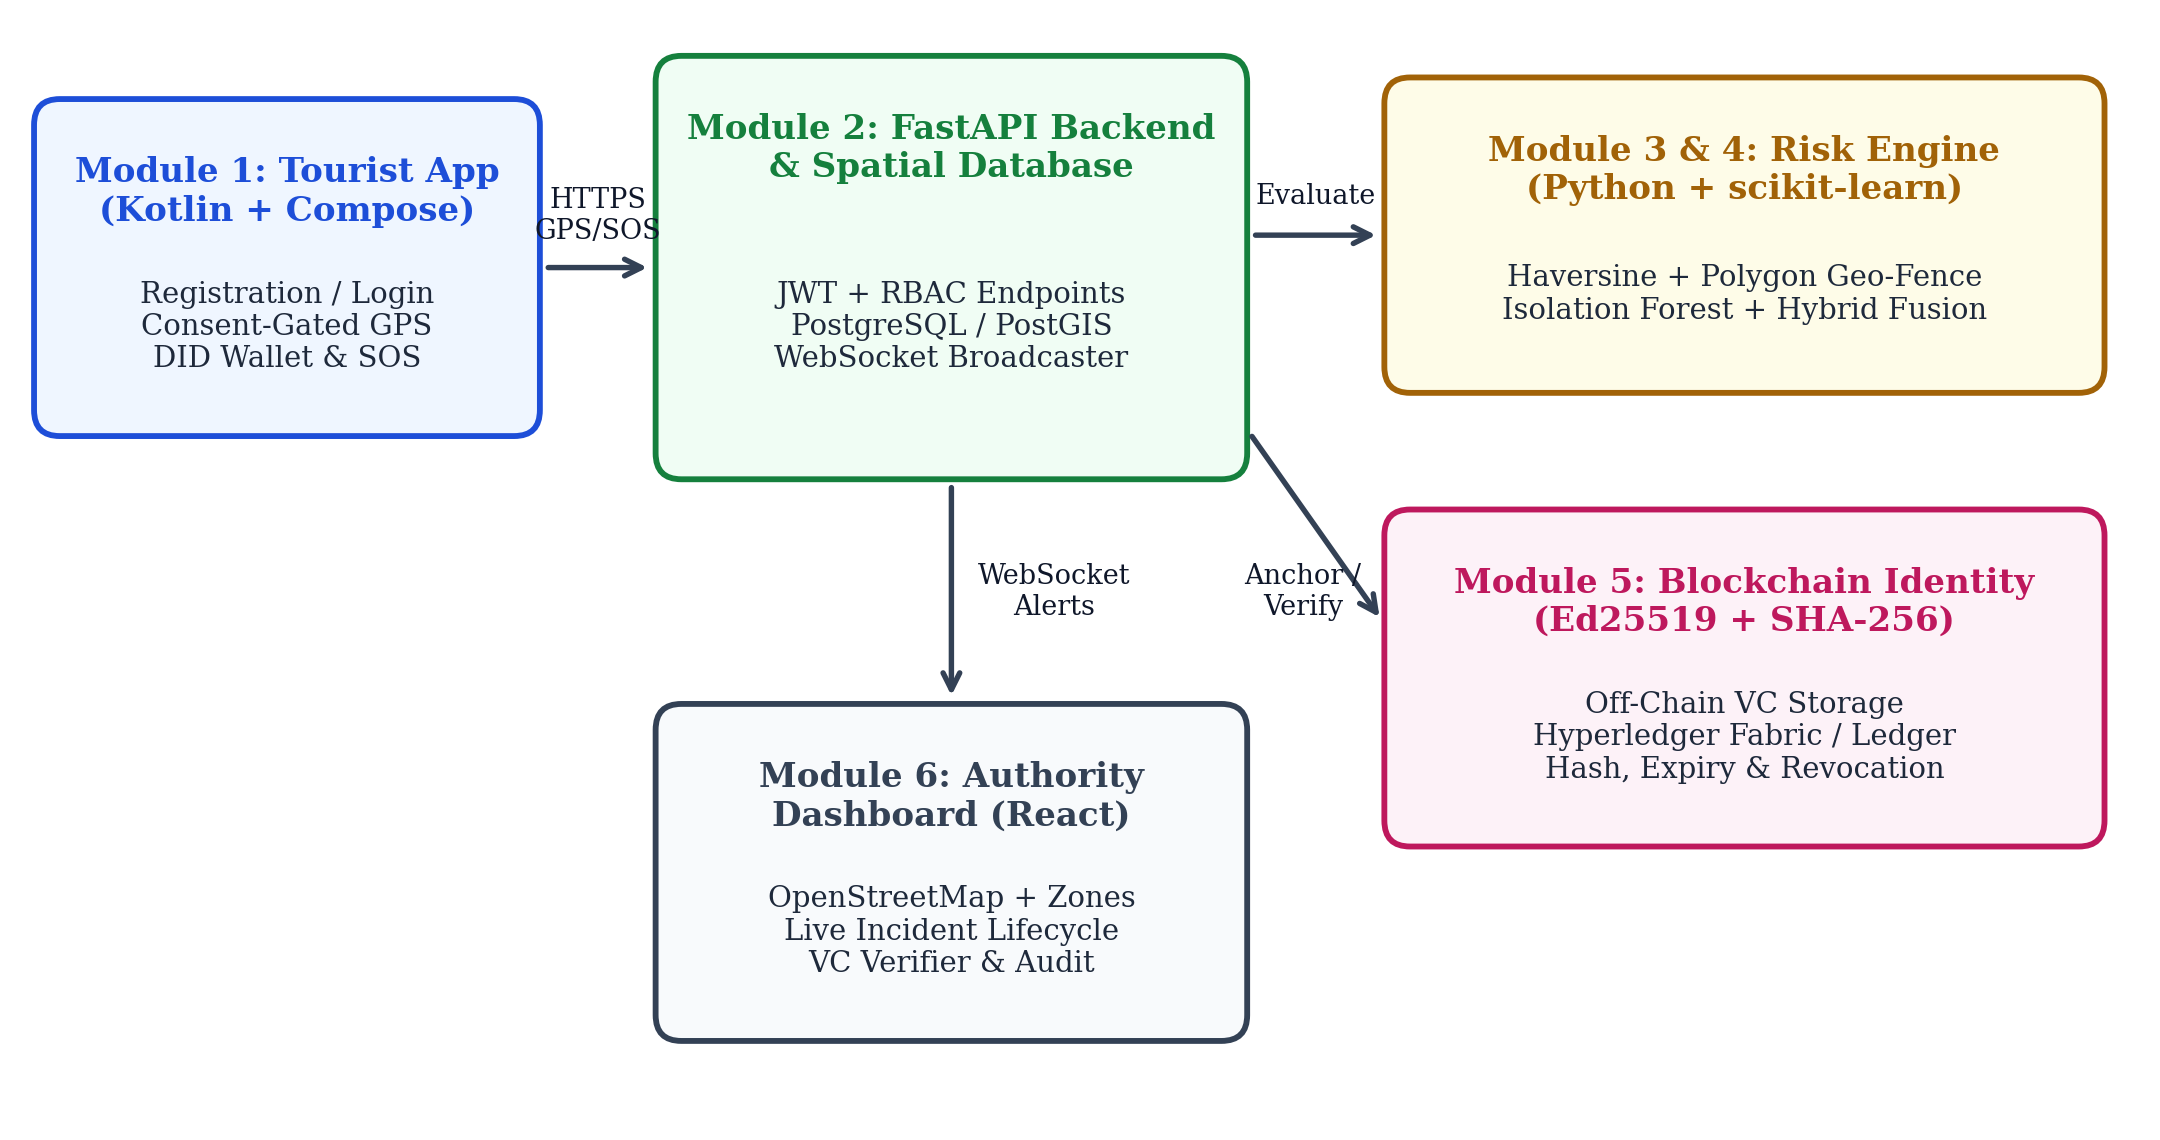 Module 1: Tourist App
(Kotlin + Compose)
Registration / Login
Consent-Gated GPS
DID Wallet & SOS
HTTPS
GPS/SOS
Module 2: FastAPI Backend
& Spatial Database
JWT + RBAC Endpoints
PostgreSQL / PostGIS
WebSocket Broadcaster
Evaluate
Module 3 & 4: Risk Engine
(Python + scikit-learn)
Haversine + Polygon Geo-Fence
Isolation Forest + Hybrid Fusion
WebSocket
Alerts
Anchor /
Verify
Module 5: Blockchain Identity
(Ed25519 + SHA-256)
Off-Chain VC Storage
Hyperledger Fabric / Ledger
Hash, Expiry & Revocation
Module 6: Authority
Dashboard (React)
OpenStreetMap + Zones
Live Incident Lifecycle
VC Verifier & Audit